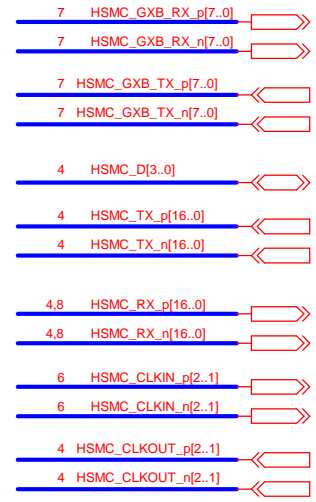 7 HSMC_GXB_RX_p[7..0]
7 HSMC_GXB_RX_n[7..0]
7 HSMC_GXB_TX_p[7..0]
7 HSMC_GXB_TX_n[7..0]
4 HSMC_D[3..0]
4 HSMC_TX_p[16..0]
4 HSMC_TX_n[16..0]
4,8 HSMC_RX_p[16..0]
4,8 HSMC_RX_n[16..0]
6 HSMC_CLKIN_p[2..1]
6 HSMC_CLKIN_n[2..1]
4 HSMC_CLKOUT_p[2..1]
4 HSMC_CLKOUT_n[2..1]